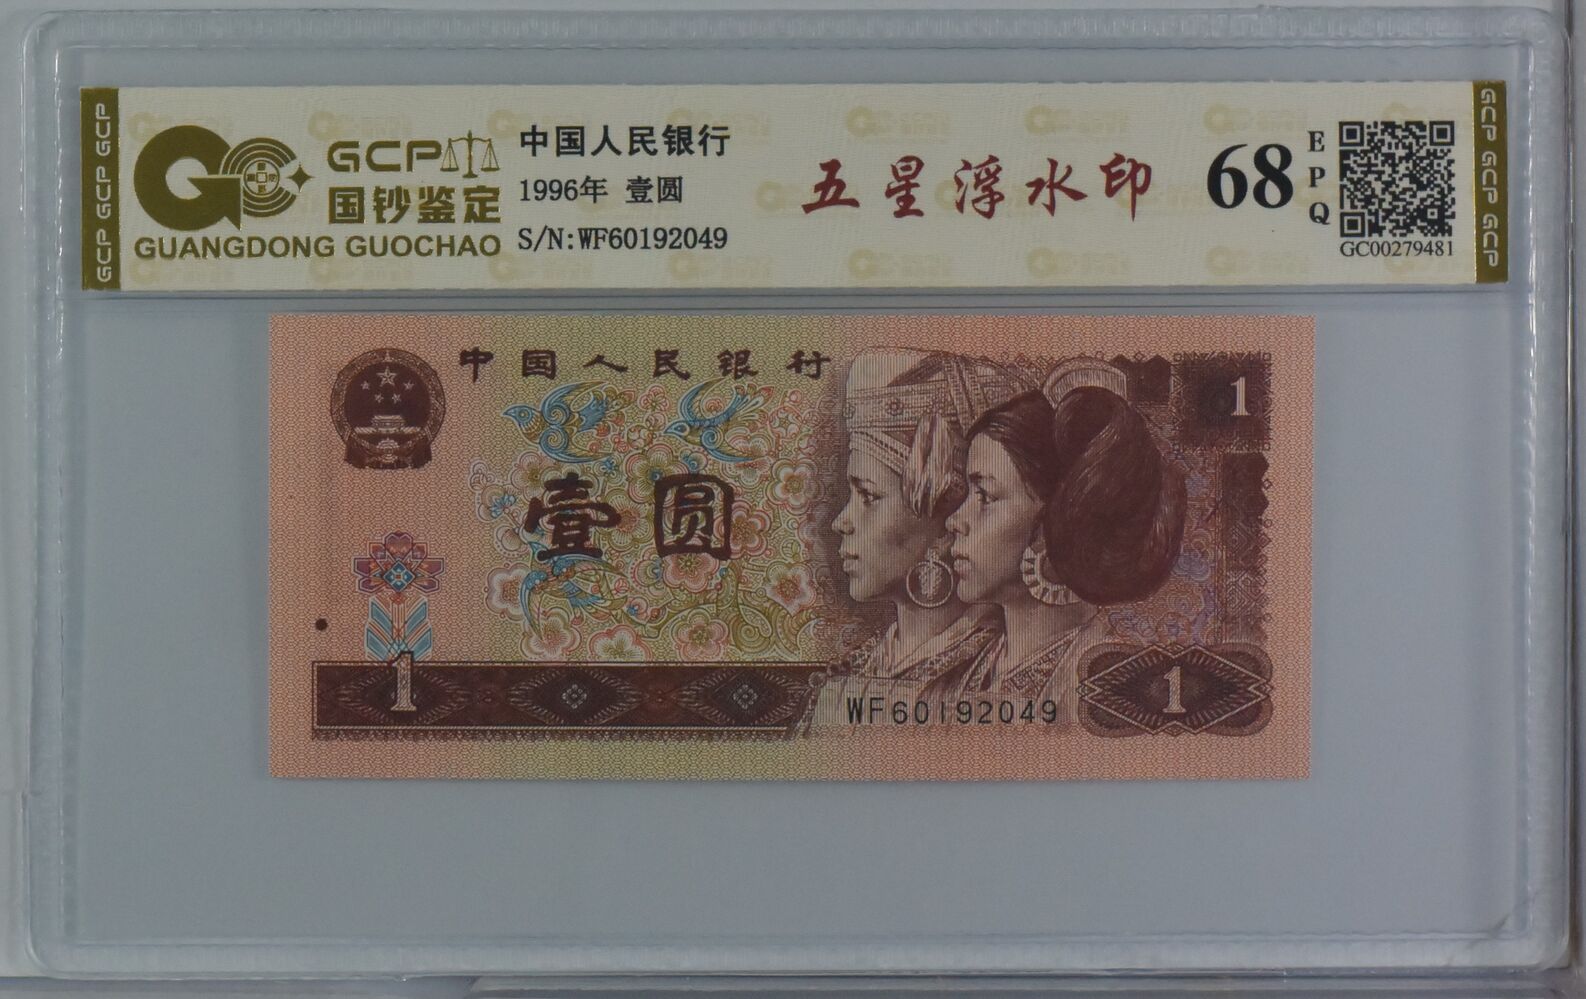 GCP GCP GCP
GCP
国钞鉴定
GUANGDONG GUOCHAO
中国人民银行
1996年 壹圆
S/N:WF60192049
五星浮水印
68
EPQ
GC00279481
GCP GCP GCP
中国人民银行
1
壹圆
1
WF60192049
1